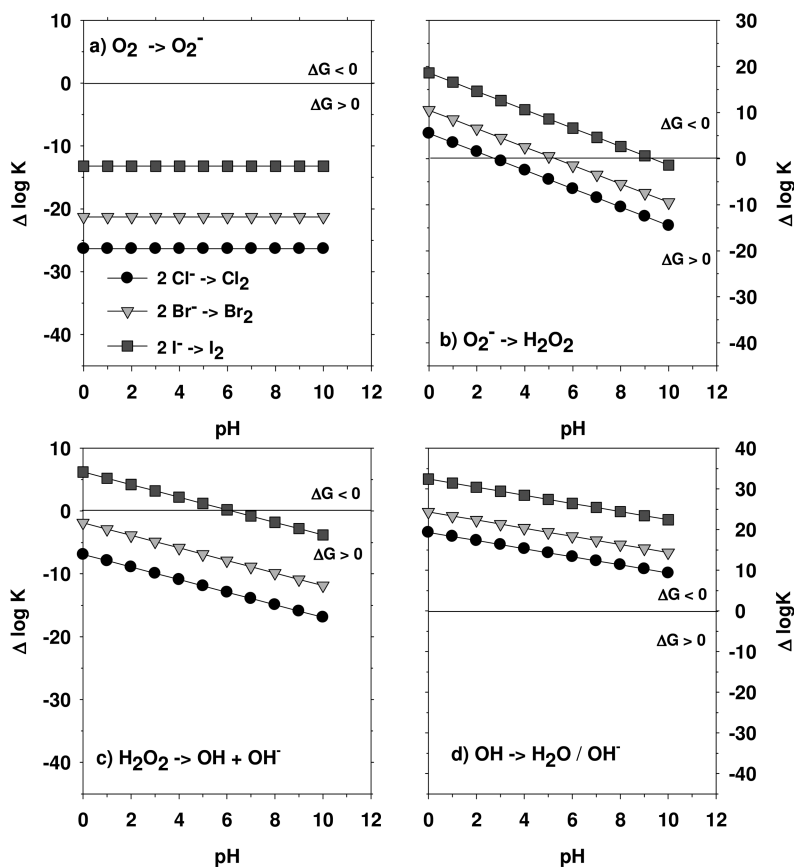 10
0
-10
-20
-30
-40
Δ log K
a) O₂ -> O₂⁻
ΔG < 0
ΔG > 0
2 Cl⁻ -> Cl₂
2 Br⁻ -> Br₂
2 I⁻ -> I₂
0 2 4 6 8 10 12
pH
30
20
10
0
-10
-20
-30
-40
Δ log K
ΔG < 0
ΔG > 0
b) O₂⁻ -> H₂O₂
0 2 4 6 8 10 12
pH
10
0
-10
-20
-30
-40
Δ log K
ΔG < 0
ΔG > 0
c) H₂O₂ -> OH + OH⁻
0 2 4 6 8 10 12
pH
40
30
20
10
0
-10
-20
-30
-40
Δ logK
ΔG < 0
ΔG > 0
d) OH -> H₂O / OH⁻
0 2 4 6 8 10 12
pH